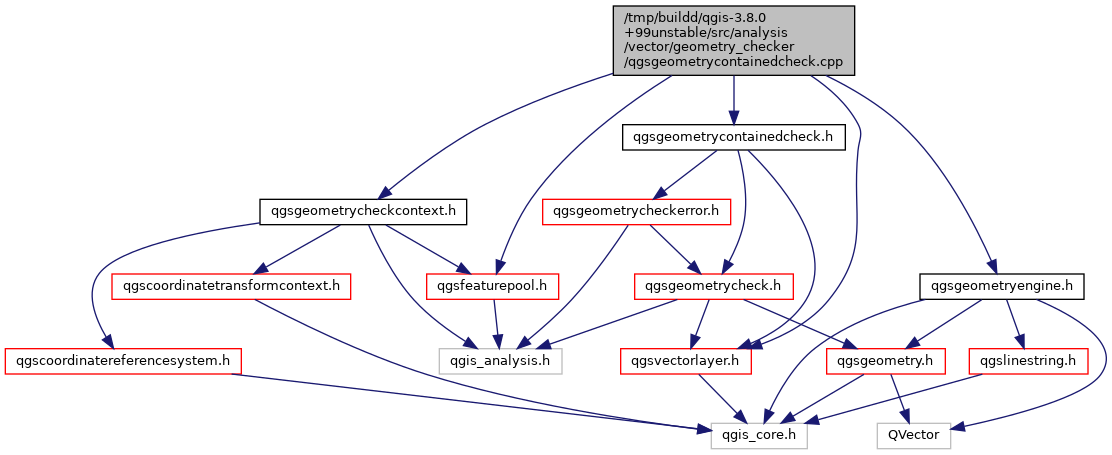 /tmp/buildd/qgis-3.8.0
+99unstable/src/analysis
/vector/geometry_checker
/qgsgeometrycontainedcheck.cpp
qgsgeometrycontainedcheck.h
qgsgeometrycheckcontext.h
qgsgeometrycheckerror.h
qgscoordinatetransformcontext.h
qgsfeaturepool.h
qgsgeometrycheck.h
qgsgeometryengine.h
qgscoordinatereferencesystem.h
qgis_analysis.h
qgsvectorlayer.h
qgsgeometry.h
qgslinestring.h
qgis_core.h
QVector